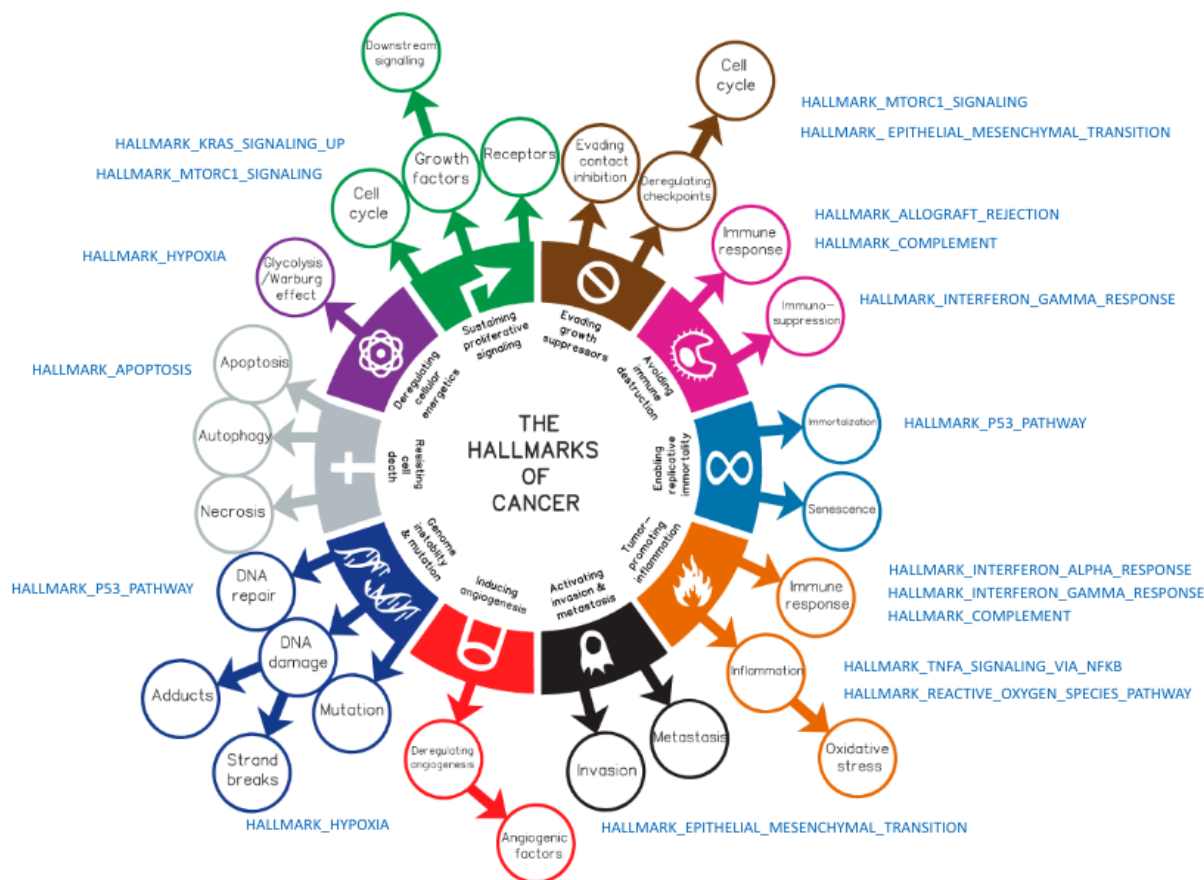 Downstream
signalling
Cell
cycle
HALLMARK_MTORC1_SIGNALING
HALLMARK_ EPITHELIAL_MESENCHYMAL_TRANSITION
HALLMARK_KRAS_SIGNALING_UP
HALLMARK_MTORC1_SIGNALING
Growth
factors
Receptors
Evading
contact
inhibition
Deregulating
checkpoints
Cell
cycle
HALLMARK_ALLOGRAFT_REJECTION
HALLMARK_COMPLEMENT
Immune
response
HALLMARK_HYPOXIA
Glycolysis
/Warburg
effect
Immuno-
suppression
HALLMARK_INTERFERON_GAMMA_RESPONSE
Sustaining
proliferative
signaling
Evading
growth
suppressors
Deregulating
cellular
energetics
Avoiding
immune
destruction
HALLMARK_APOPTOSIS
Apoptosis
Autophagy
Necrosis
Resisting
cell
death
THE
HALLMARKS
OF
CANCER
Enabling
replicative
immortality
Immortalization
HALLMARK_P53_PATHWAY
Senescence
Genome
instability
& mutation
Inducing
angiogenesis
Activating
invasion &
metastasis
Tumor-
promoting
inflammation
HALLMARK_P53_PATHWAY
DNA
repair
DNA
damage
Adducts
Mutation
Strand
breaks
HALLMARK_HYPOXIA
Deregulating
angiogenesis
Angiogenic
factors
Invasion
Metastasis
HALLMARK_EPITHELIAL_MESENCHYMAL_TRANSITION
Immune
response
HALLMARK_INTERFERON_ALPHA_RESPONSE
HALLMARK_INTERFERON_GAMMA_RESPONSE
HALLMARK_COMPLEMENT
Inflammation
HALLMARK_TNFA_SIGNALING_VIA_NFKB
HALLMARK_REACTIVE_OXYGEN_SPECIES_PATHWAY
Oxidative
stress